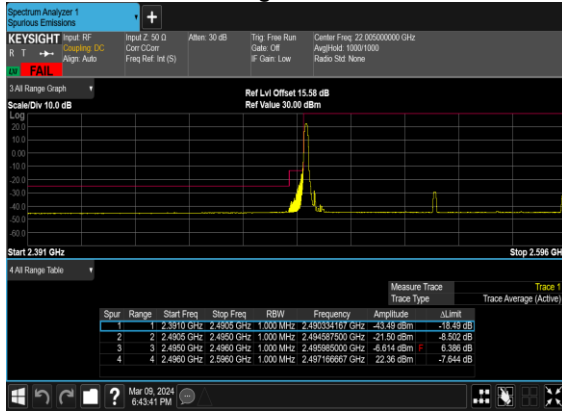 Spectrum Analyzer 1
Spurious Emissions
KEYSIGHT Input: RF Input Z: 50 Ω Atten: 30 dB Trig: Free Run Center Freq: 22.005000000 GHz
R T Coupling: DC Corr CCorr Gate: Off Avg|Hold: 1000/1000
Align: Auto Freq Ref: Int (S) IF Gain: Low Radio Std: None
LV FAIL
3 All Range Graph
Ref Lvl Offset 15.58 dB
Scale/Div 10.0 dB Ref Value 30.00 dBm
Log
20.0
10.0
0.00
-10.0
-20.0
-30.0
-40.0
-50.0
-60.0
Start 2.391 GHz Stop 2.596 GHz
4 All Range Table
Measure Trace Trace 1
Trace Type Trace Average (Active)
Spur Range Start Freq Stop Freq RBW Frequency Amplitude ΔLimit
1 1 2.3910 GHz 2.4905 GHz 1.000 MHz 2.490334167 GHz -43.49 dBm -18.49 dB
2 2 2.4905 GHz 2.4950 GHz 1.000 MHz 2.494587500 GHz -21.50 dBm -8.502 dB
3 3 2.4950 GHz 2.4960 GHz 1.000 MHz 2.495985000 GHz -6.614 dBm F 6.386 dB
4 4 2.4960 GHz 2.5960 GHz 1.000 MHz 2.497166667 GHz 22.36 dBm -7.644 dB
? Mar 09, 2024
6:43:41 PM